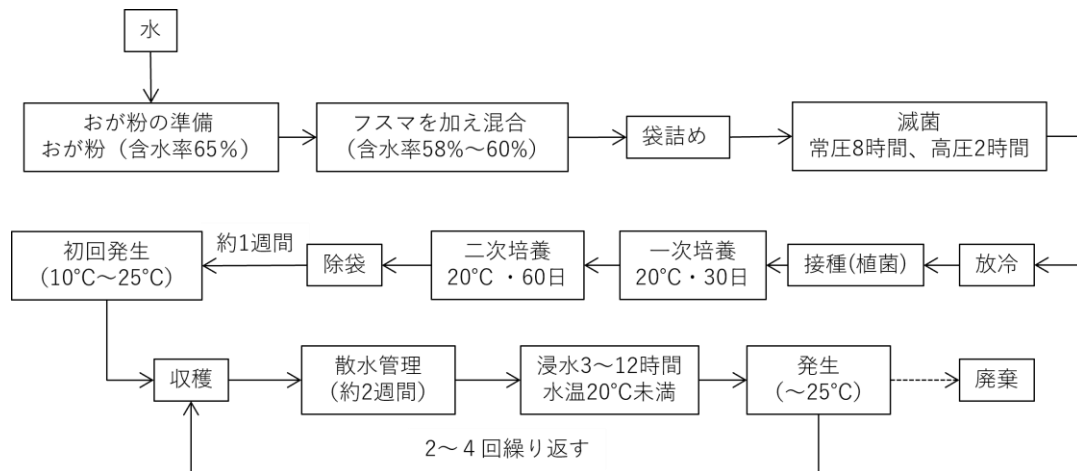 水
おが粉の準備
おが粉（含水率65％）
フスマを加え混合
（含水率58%～60%）
袋詰め
滅菌
常圧8時間、高圧2時間
放冷
接種(植菌)
一次培養
20℃・30日
二次培養
20℃ ・60日
除袋
約1週間
初回発生
（10℃～25℃）
収穫
散水管理
（約2週間）
浸水3～12時間
水温20℃未満
発生
（～25℃）
廃棄
2～４回繰り返す